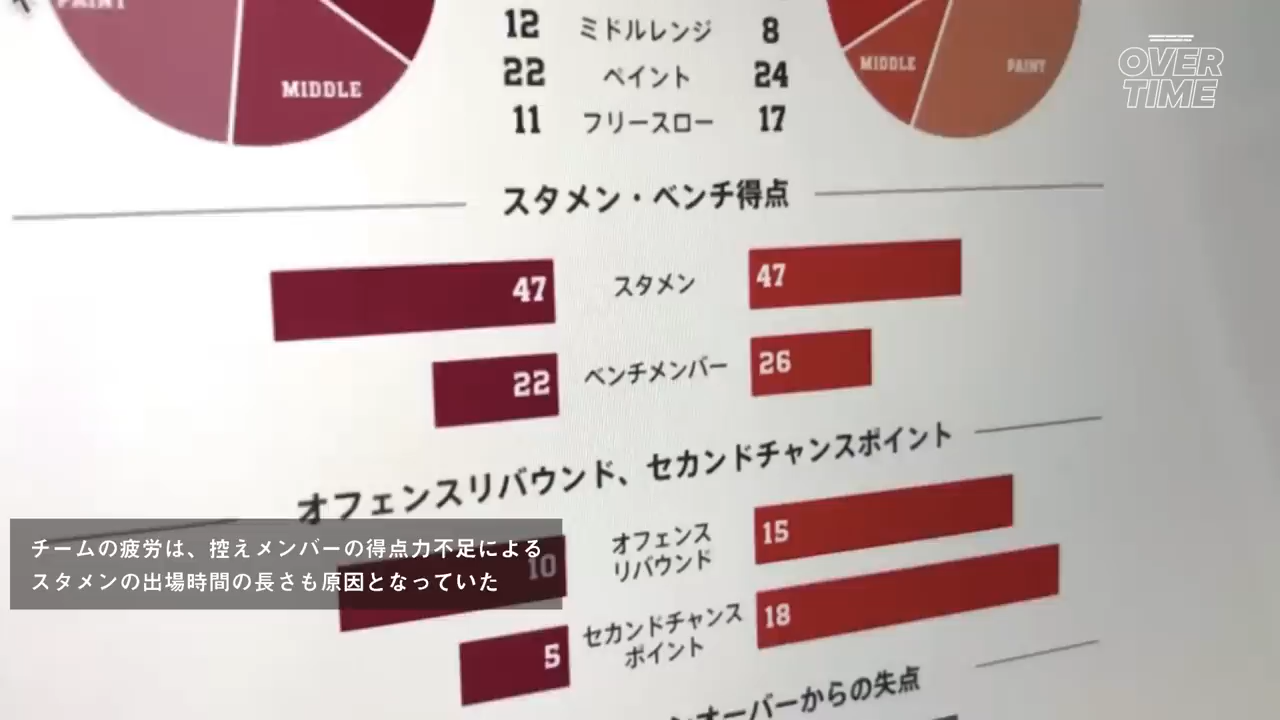 PAINT
12 ミドルレンジ 8
22 ペイント 24
11 フリースロー 17
MIDDLE
MIDDLE
PAINT
OVER
TIME
スタメン・ベンチ得点
47 スタメン 47
22 ベンチメンバー 26
オフェンスリバウンド、セカンドチャンスポイント
10 オフェンス
リバウンド 15
5 セカンドチャンス
ポイント 18
チームの疲労は、控えメンバーの得点力不足による
スタメンの出場時間の長さも原因となっていた
ンオーバーからの失点